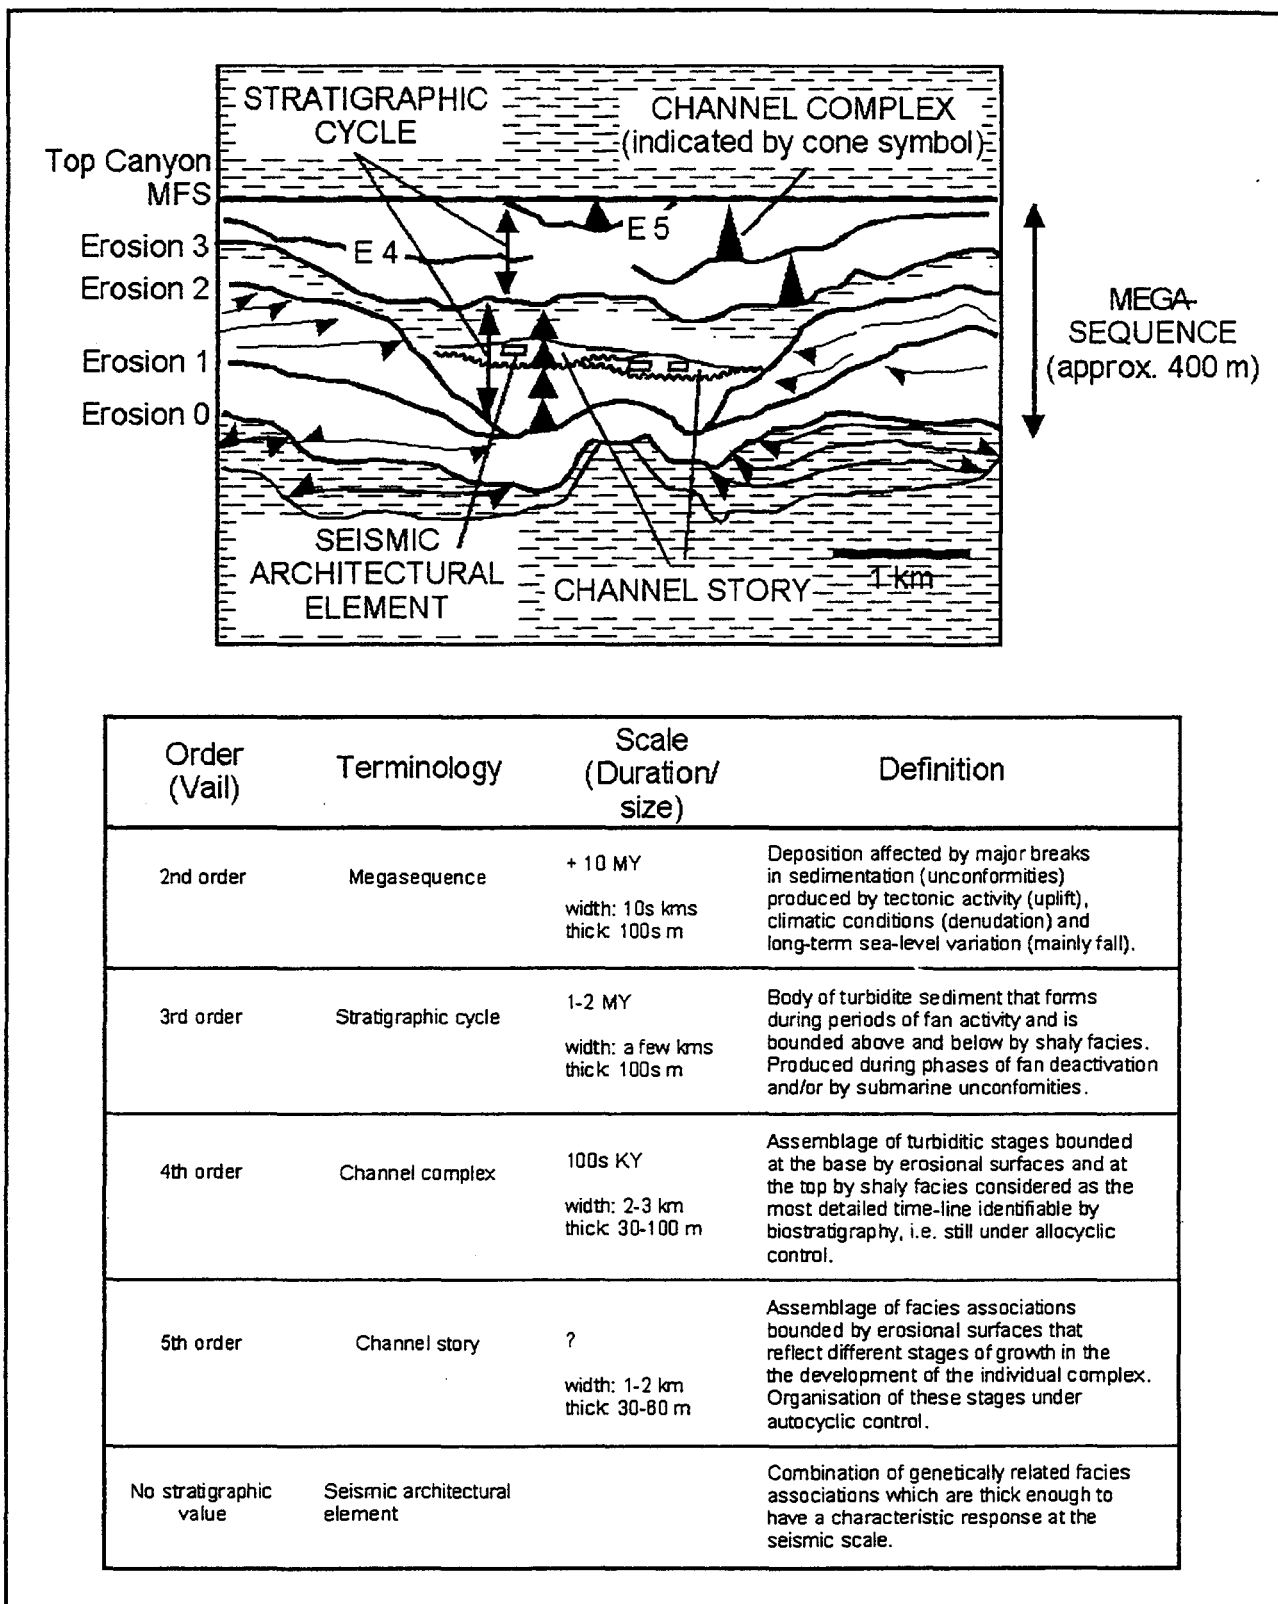 STRATIGRAPHIC
CYCLE
CHANNEL COMPLEX
(indicated by cone symbol)
Top Canyon
MFS
Erosion 3
E 4
E 5
Erosion 2
MEGA-
SEQUENCE
(approx. 400 m)
Erosion 1
Erosion 0
SEISMIC
ARCHITECTURAL
ELEMENT
CHANNEL STORY
1 km
Order
(Vail)
Terminology
Scale
(Duration/
size)
Definition
2nd order
Megasequence
+ 10 MY
width: 10s kms
thick: 100s m
Deposition affected by major breaks
in sedimentation (unconformities)
produced by tectonic activity (uplift),
climatic conditions (denudation) and
long-term sea-level variation (mainly fall).
3rd order
Stratigraphic cycle
1-2 MY
width: a few kms
thick: 100s m
Body of turbidite sediment that forms
during periods of fan activity and is
bounded above and below by shaly facies.
Produced during phases of fan deactivation
and/or by submarine unconfomities.
4th order
Channel complex
100s KY
width: 2-3 km
thick: 30-100 m
Assemblage of turbiditic stages bounded
at the base by erosional surfaces and at
the top by shaly facies considered as the
most detailed time-line identifiable by
biostratigraphy, i.e. still under allocyclic
control.
5th order
Channel story
?
width: 1-2 km
thick: 30-60 m
Assemblage of facies associations
bounded by erosional surfaces that
reflect different stages of growth in the
the development of the individual complex.
Organisation of these stages under
autocyclic control.
No stratigraphic
value
Seismic architectural
element
Combination of genetically related facies
associations which are thick enough to
have a characteristic response at the
seismic scale.